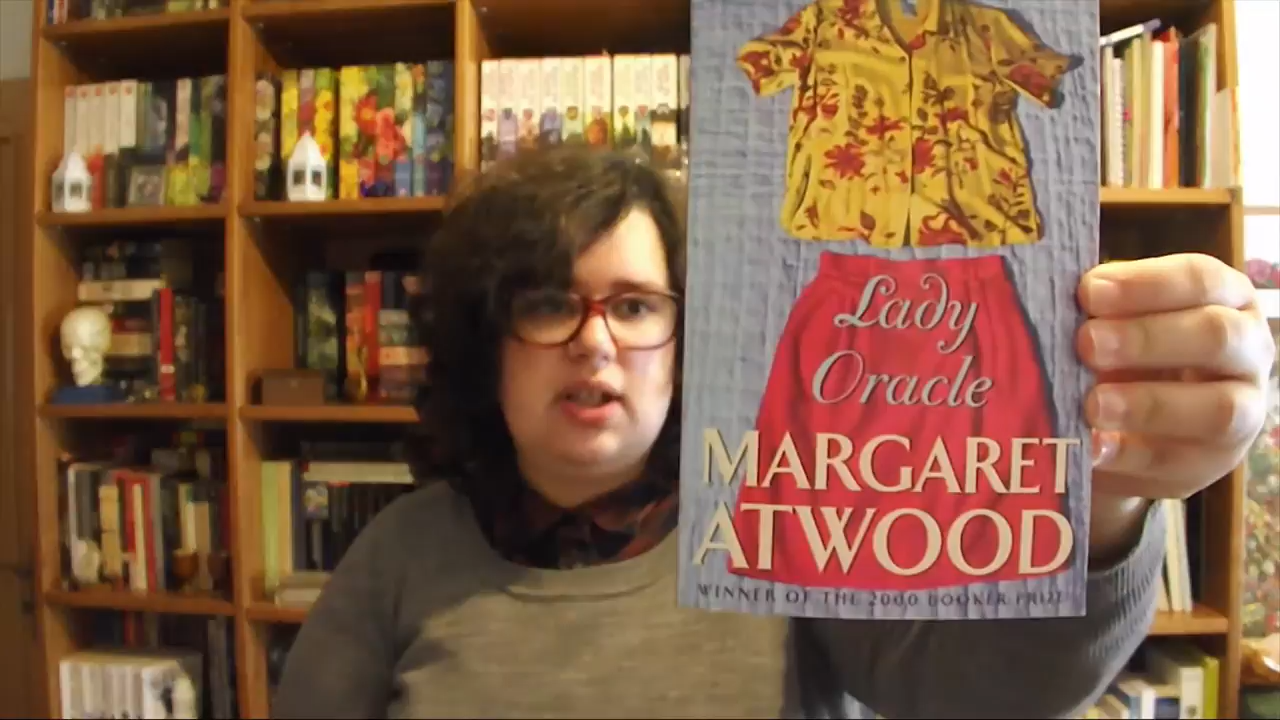 Lady
Oracle
MARGARET
ATWOOD
WINNER OF THE 2000 BOOKER PRIZE